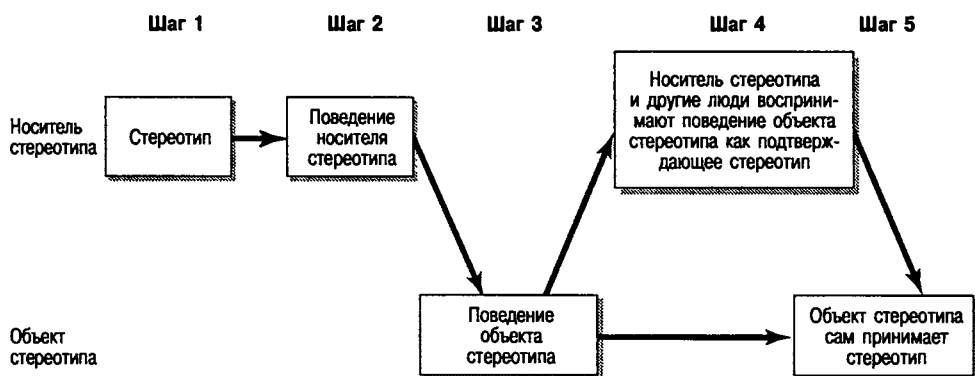 Шаг 1
Шаг 2
Шаг 3
Шаг 4
Шаг 5
Носитель
стереотипа
Стереотип
Поведение
носителя
стереотипа
Носитель стереотипа
и другие люди восприни-
мают поведение объекта
стереотипа как подтверж-
дающее стереотип
Объект
стереотипа
Поведение
объекта
стереотипа
Объект стереотипа
сам принимает
стереотип